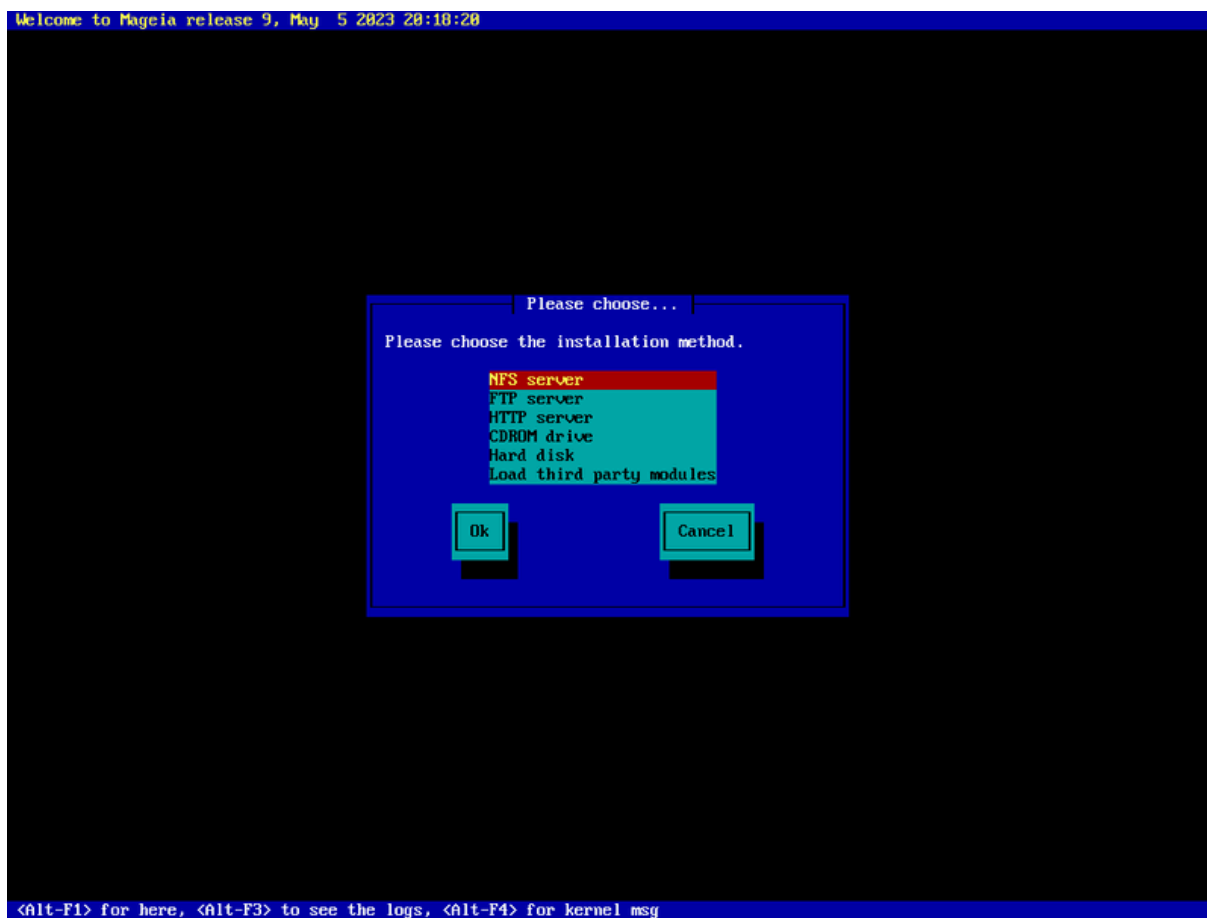 Welcome to Mageia release 9, May  5 2023 20:18:20
Please choose...
Please choose the installation method.
NFS server
FTP server
HTTP server
CDROM drive
Hard disk
Load third party modules
Ok
Cancel
<Alt-F1> for here, <Alt-F3> to see the logs, <Alt-F4> for kernel msg